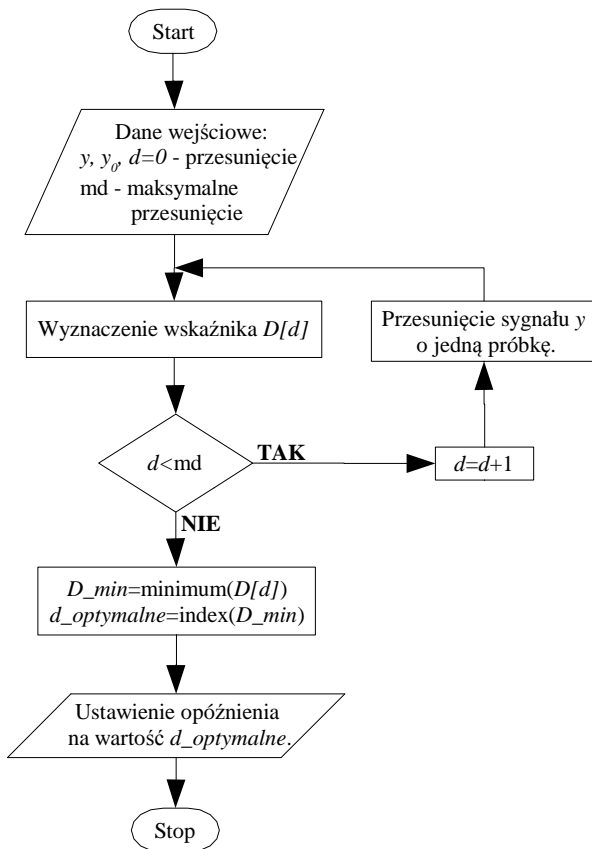 Start
Dane wejściowe:
y, y₀, d=0 - przesunięcie
md - maksymalne
przesunięcie
Wyznaczenie wskaźnika D[d]
Przesunięcie sygnału y
o jedną próbkę.
d<md
TAK
d=d+1
NIE
D_min=minimum(D[d])
d_optymalne=index(D_min)
Ustawienie opóźnienia
na wartość d_optymalne.
Stop